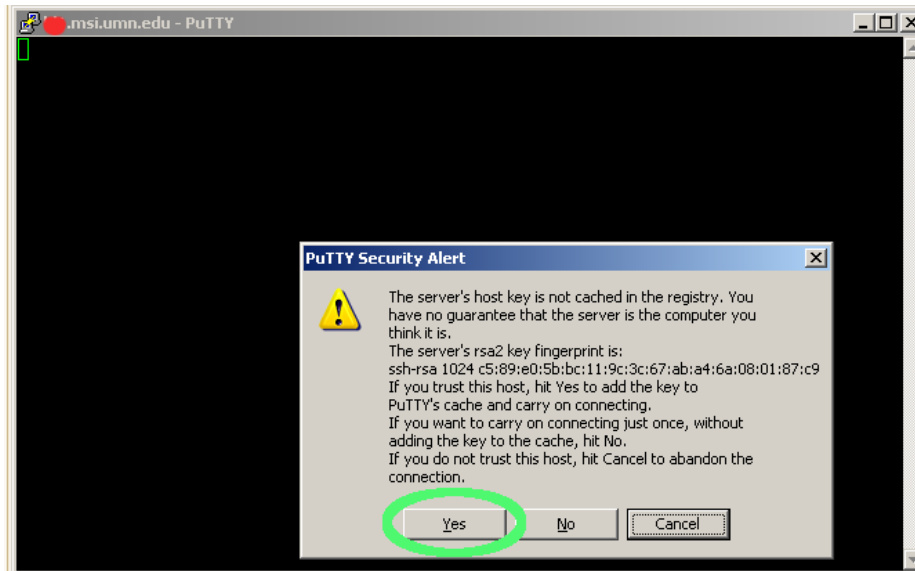 .msi.umn.edu - PuTTY
PuTTY Security Alert
The server's host key is not cached in the registry. You
have no guarantee that the server is the computer you
think it is.
The server's rsa2 key fingerprint is:
ssh-rsa 1024 c5:89:e0:5b:bc:11:9c:3c:67:ab:a4:6a:08:01:87:c9
If you trust this host, hit Yes to add the key to
PuTTY's cache and carry on connecting.
If you want to carry on connecting just once, without
adding the key to the cache, hit No.
If you do not trust this host, hit Cancel to abandon the
connection.
Yes No Cancel